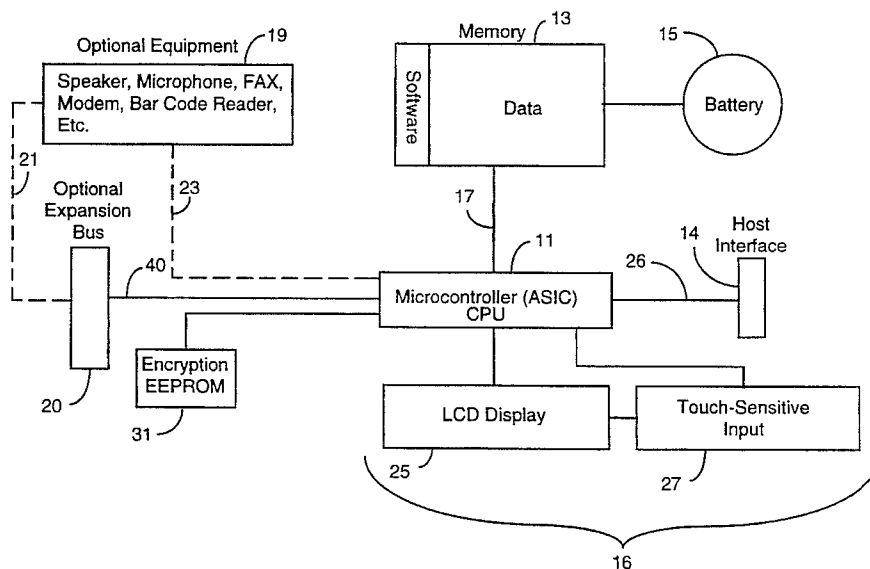 Optional Equipment
19
Speaker, Microphone, FAX,
Modem, Bar Code Reader,
Etc.
Memory
13
Software
Data
15
Battery
21
23
17
Optional
Expansion
Bus
40
11
Microcontroller (ASIC)
CPU
26
14
Host
Interface
20
Encryption
EEPROM
31
LCD Display
25
Touch-Sensitive
Input
27
16